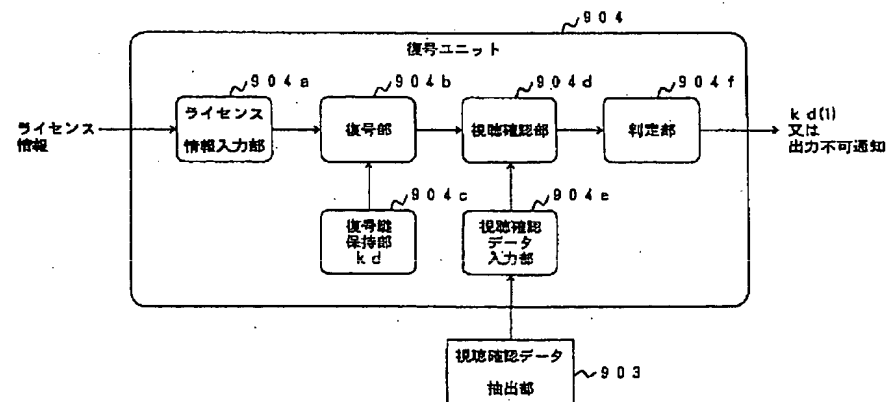 904
復号ユニット
904a
904b
904d
904f
ライセンス
情報
ライセンス
情報入力部
復号部
視聴確認部
判定部
kd(1)
又は
出力不可通知
904c
904e
復号鍵
保持部
kd
視聴確認
データ
入力部
視聴確認データ
抽出部
903